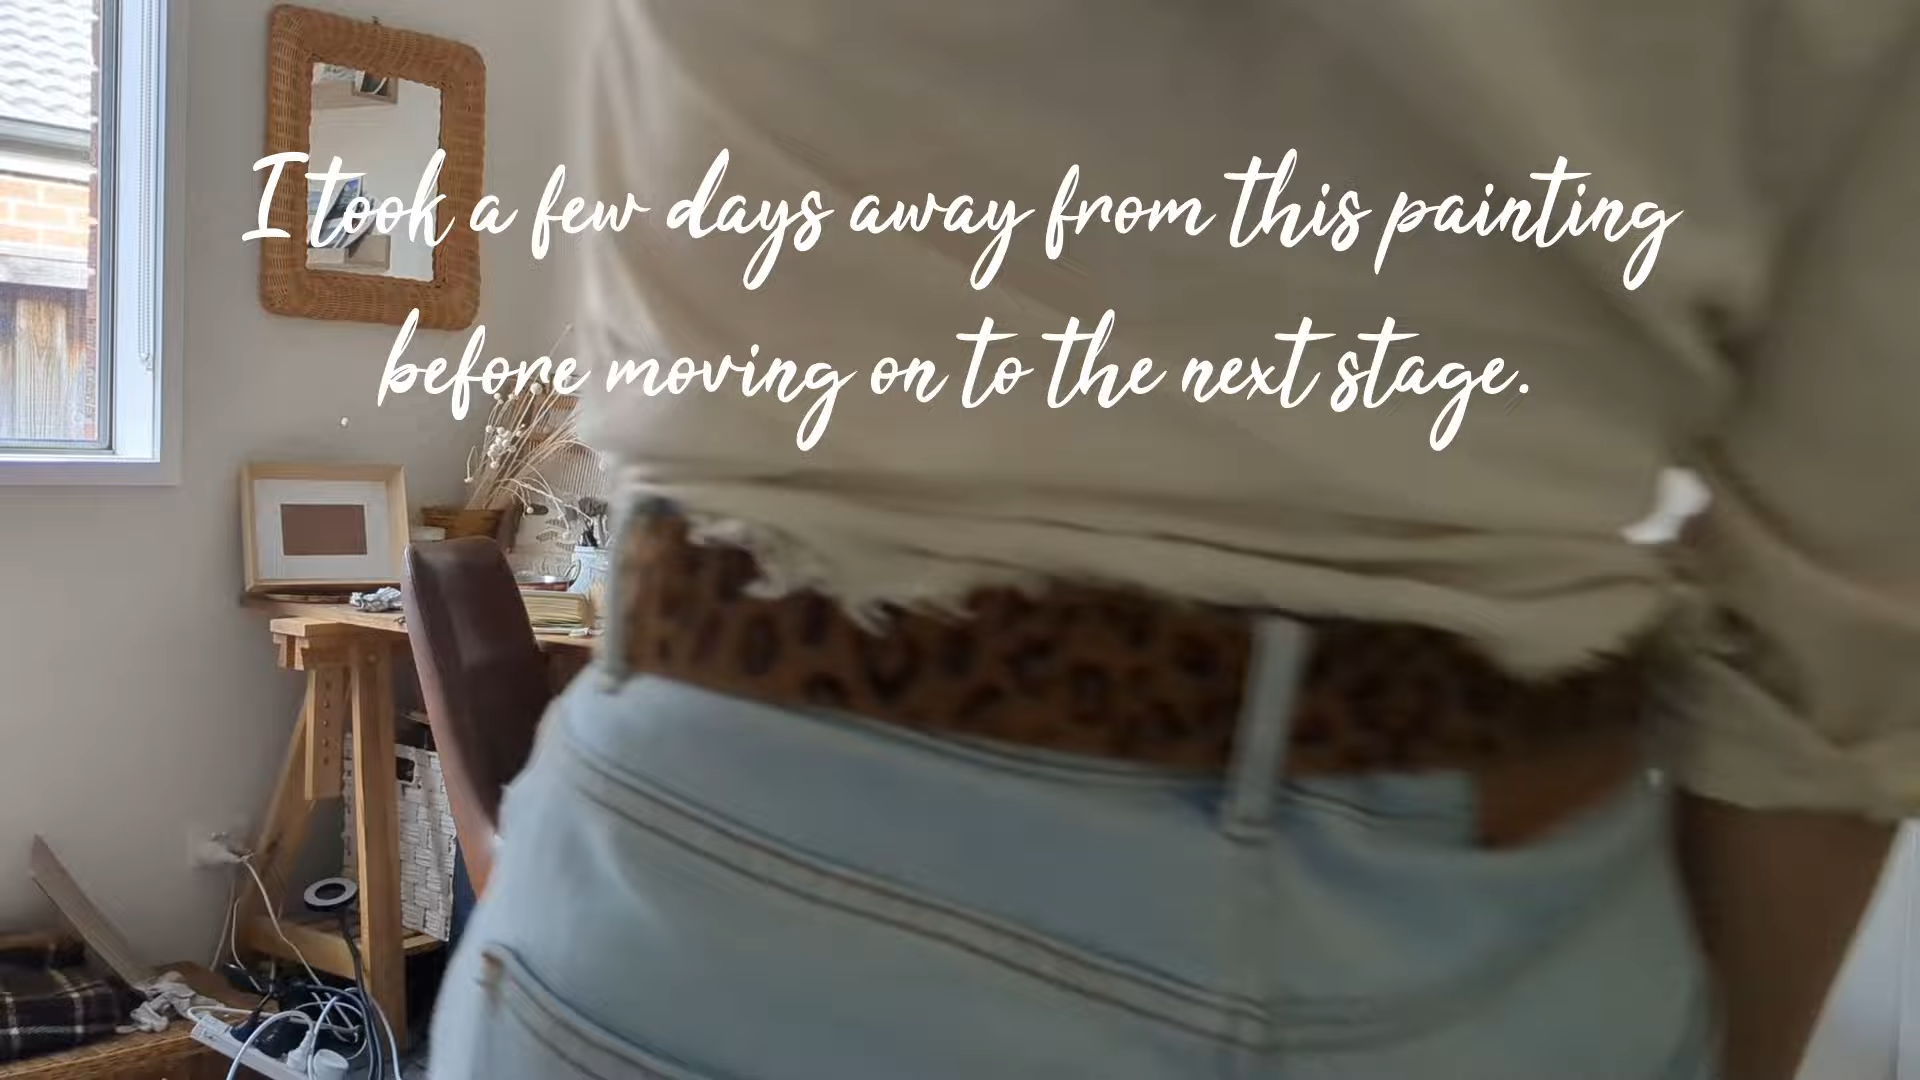 I took a few days away from this painting
before moving on to the next stage.